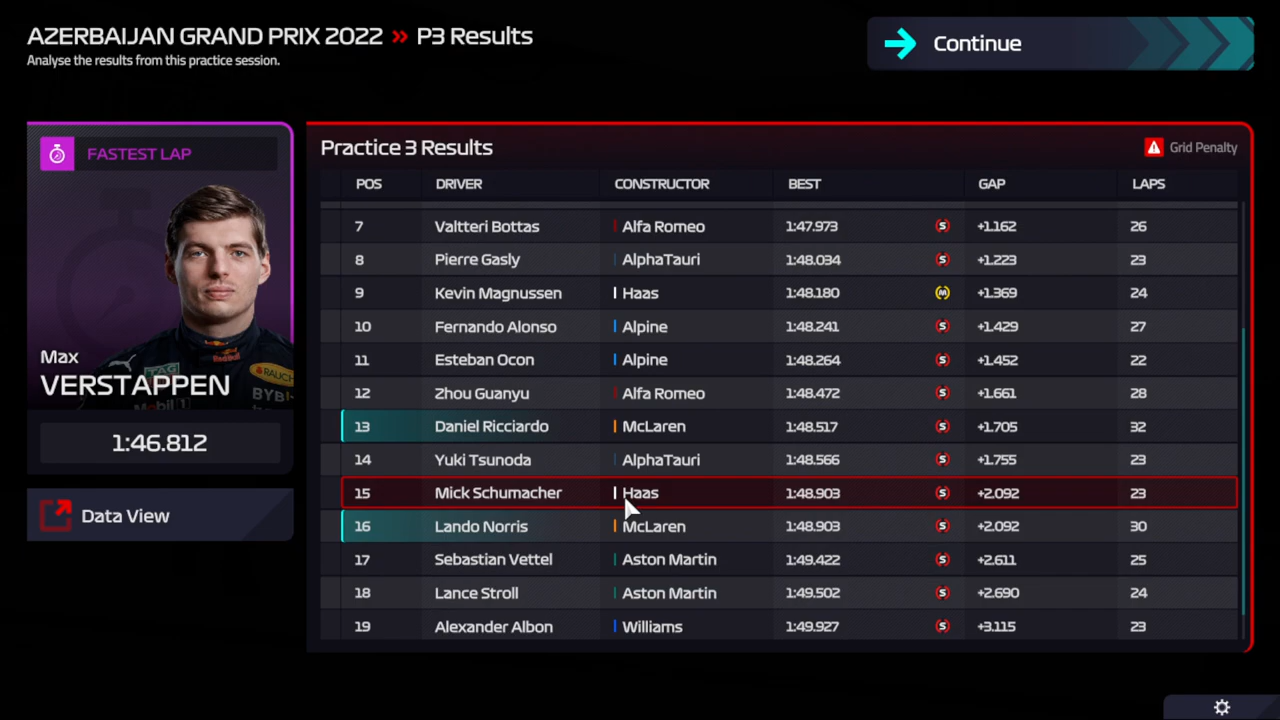 AZERBAIJAN GRAND PRIX 2022 » P3 Results
Analyse the results from this practice session.
Continue
FASTEST LAP
TAG
RAUCH
BYB
Mobil 1
Max
VERSTAPPEN
1:46.812
Data View
Practice 3 Results
Grid Penalty
POS DRIVER CONSTRUCTOR BEST GAP LAPS
7 Valtteri Bottas Alfa Romeo 1:47.973 S +1.162 26
8 Pierre Gasly AlphaTauri 1:48.034 S +1.223 23
9 Kevin Magnussen Haas 1:48.180 M +1.369 24
10 Fernando Alonso Alpine 1:48.241 S +1.429 27
11 Esteban Ocon Alpine 1:48.264 S +1.452 22
12 Zhou Guanyu Alfa Romeo 1:48.472 S +1.661 28
13 Daniel Ricciardo McLaren 1:48.517 S +1.705 32
14 Yuki Tsunoda AlphaTauri 1:48.566 S +1.755 23
15 Mick Schumacher Haas 1:48.903 S +2.092 23
16 Lando Norris McLaren 1:48.903 S +2.092 30
17 Sebastian Vettel Aston Martin 1:49.422 S +2.611 25
18 Lance Stroll Aston Martin 1:49.502 S +2.690 24
19 Alexander Albon Williams 1:49.927 S +3.115 23